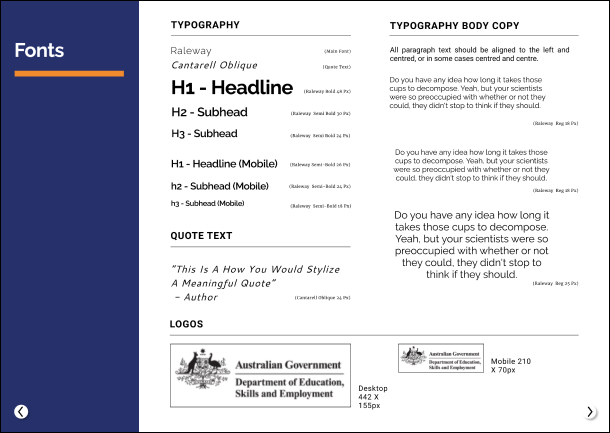 Fonts
TYPOGRAPHY
Raleway (Main Font)
Cantarell Oblique (Quote Text)
H1 - Headline (Raleway Bold 48 PX)
H2 - Subhead (Raleway Semi Bold 30 PX)
H3 - Subhead (Raleway Semi Bold 24 PX)
H1 - Headline (Mobile) (Raleway Semi-Bold 26 PX)
h2 - Subhead (Mobile) (Raleway Semi-Bold 24 PX)
h3 - Subhead (Mobile) (Raleway Semi-Bold 18 PX)
QUOTE TEXT
"This Is A How You Would Stylize
A Meaningful Quote"
– Author (Cantarell Oblique 24 Px)
TYPOGRAPHY BODY COPY
All paragraph text should be aligned to the left and
centred, or in some cases centred and centre.
Do you have any idea how long it takes those
cups to decompose. Yeah, but your scientists
were so preoccupied with whether or not they
could, they didn't stop to think if they should.
(Raleway Reg 18 PX)
Do you have any idea how long it takes those
cups to decompose. Yeah, but your scientists
were so preoccupied with whether or not they
could, they didn't stop to think if they should.
(Raleway Reg 18 PX)
Do you have any idea how long it
takes those cups to decompose.
Yeah, but your scientists were so
preoccupied with whether or not
they could, they didn't stop to
think if they should.
(Raleway Reg 25 PX)
LOGOS
Australian Government
Department of Education,
Skills and Employment
Desktop
442 X
155px
Australian Government
Department of Education,
Skills and Employment
Mobile 210
X 70px